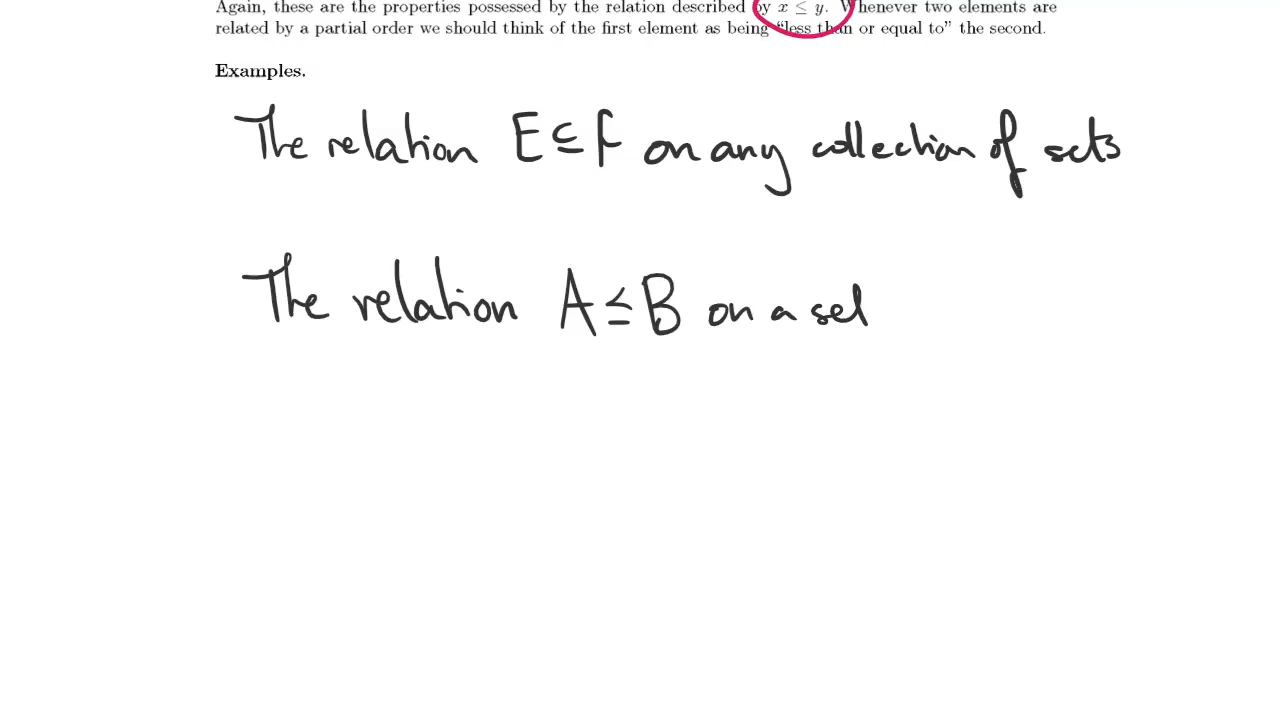 Again, these are the properties possessed by the relation described by x ≤ y. Whenever two elements are
related by a partial order we should think of the first element as being "less than or equal to" the second.
Examples.
The relation E ⊆ F on any collection of sets
The relation A ≤ B on a set